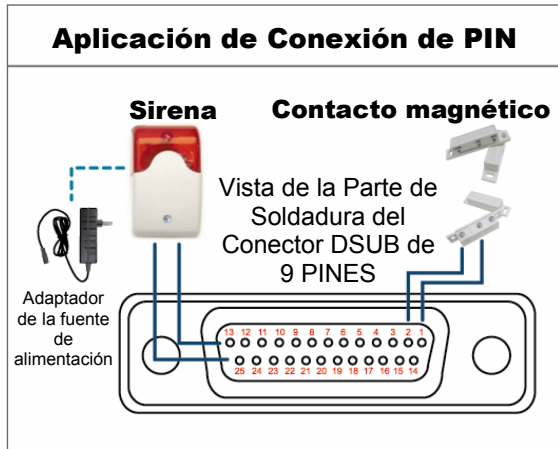 Aplicación de Conexión de PIN
Sirena
Contacto magnético
Vista de la Parte de
Soldadura del
Conector DSUB de
9 PINES
Adaptador
de la fuente
de
alimentación
13 12 11 10 9 8 7 6 5 4 3 2 1
25 24 23 22 21 20 19 18 17 16 15 14